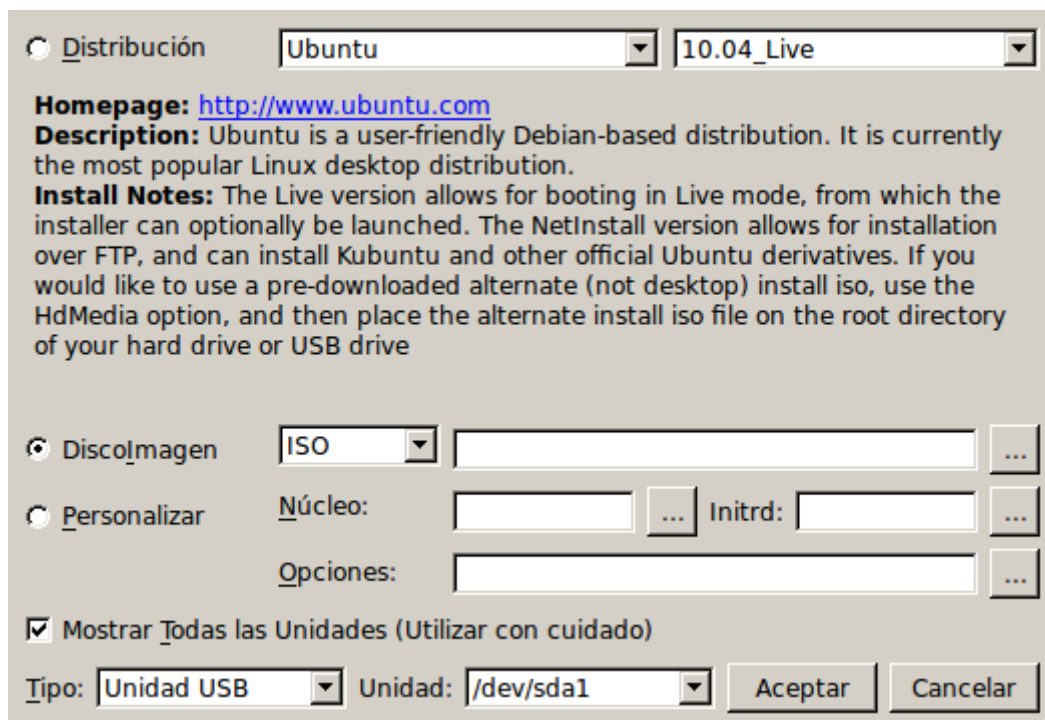 Distribución Ubuntu 10.04_Live
Homepage: http://www.ubuntu.com
Description: Ubuntu is a user-friendly Debian-based distribution. It is currently
the most popular Linux desktop distribution.
Install Notes: The Live version allows for booting in Live mode, from which the
installer can optionally be launched. The NetInstall version allows for installation
over FTP, and can install Kubuntu and other official Ubuntu derivatives. If you
would like to use a pre-downloaded alternate (not desktop) install iso, use the
HdMedia option, and then place the alternate install iso file on the root directory
of your hard drive or USB drive
DiscoImagen ISO ...
Personalizar Núcleo: ... Initrd: ...
Opciones: ...
Mostrar Todas las Unidades (Utilizar con cuidado)
Tipo: Unidad USB Unidad: /dev/sda1 Aceptar Cancelar